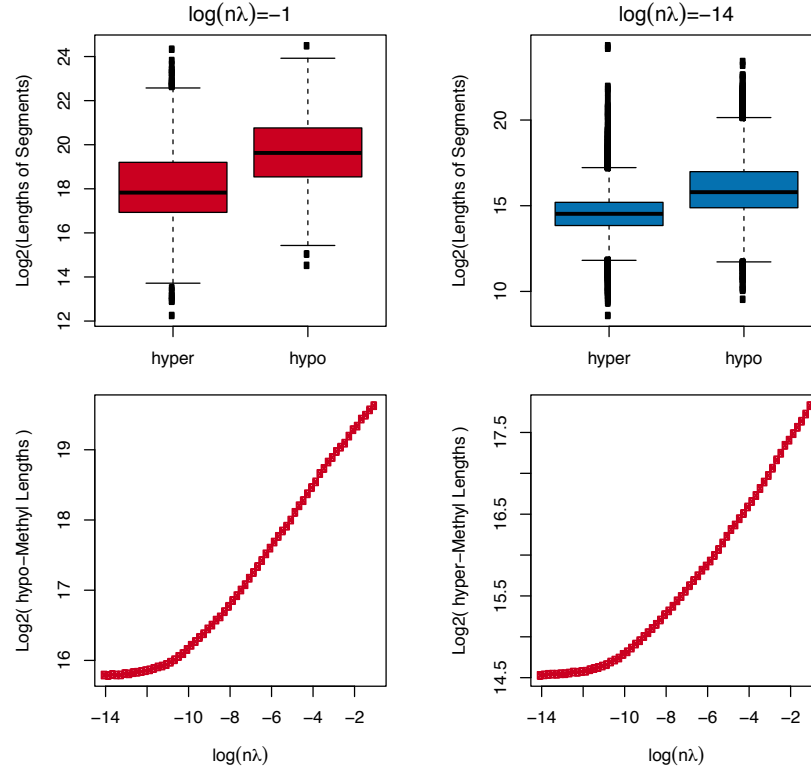 log(nλ)=−1
Log2(Lengths of Segments)
24
22
20
18
16
14
12
hyper
hypo
log(nλ)=−14
Log2(Lengths of Segments)
20
15
10
hyper
hypo
Log2( hypo−Methyl Lengths )
19
18
17
16
−14
−10
−8
−6
−4
−2
log(nλ)
Log2( hyper−Methyl Lengths )
17.5
16.5
15.5
14.5
−14
−10
−8
−6
−4
−2
log(nλ)